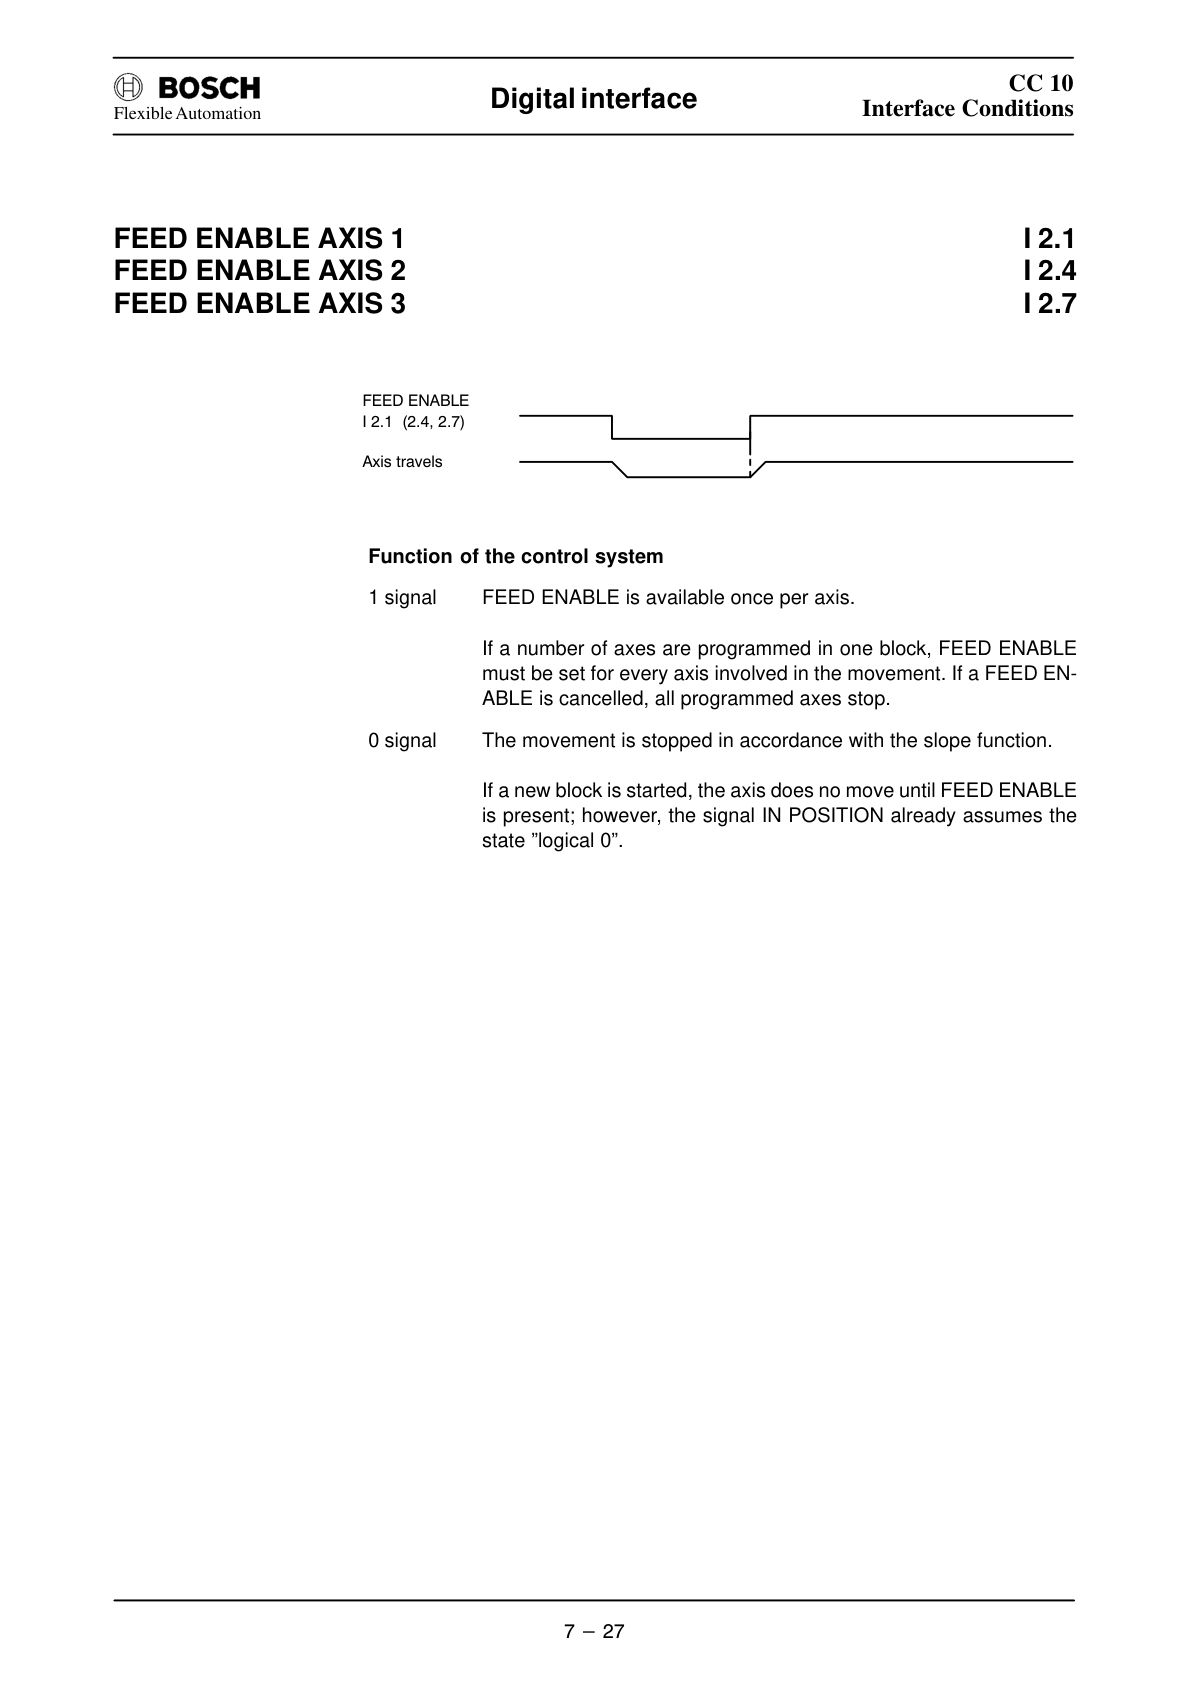 BOSCH
Flexible Automation
Digital interface
CC 10
Interface Conditions
FEED ENABLE AXIS 1 I 2.1
FEED ENABLE AXIS 2 I 2.4
FEED ENABLE AXIS 3 I 2.7
FEED ENABLE
I 2.1 (2.4, 2.7)
Axis travels
Function of the control system
1 signal FEED ENABLE is available once per axis.
If a number of axes are programmed in one block, FEED ENABLE
must be set for every axis involved in the movement. If a FEED EN-
ABLE is cancelled, all programmed axes stop.
0 signal The movement is stopped in accordance with the slope function.
If a new block is started, the axis does no move until FEED ENABLE
is present; however, the signal IN POSITION already assumes the
state ”logical 0”.
7 – 27